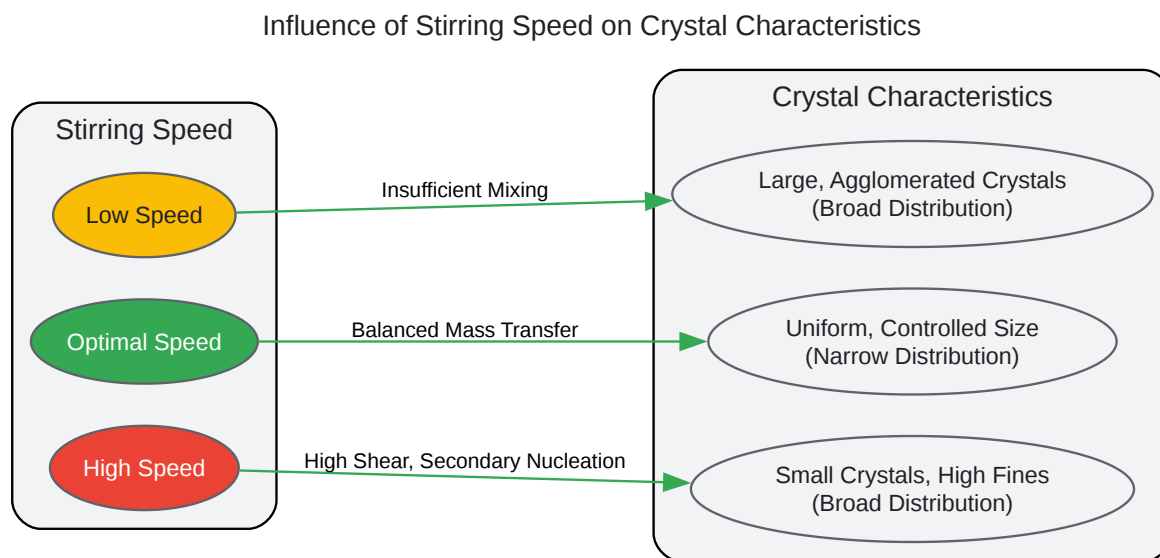 Influence of Stirring Speed on Crystal Characteristics
Stirring Speed
Crystal Characteristics
Low Speed
Insufficient Mixing
Large, Agglomerated Crystals
(Broad Distribution)
Optimal Speed
Balanced Mass Transfer
Uniform, Controlled Size
(Narrow Distribution)
High Speed
High Shear, Secondary Nucleation
Small Crystals, High Fines
(Broad Distribution)